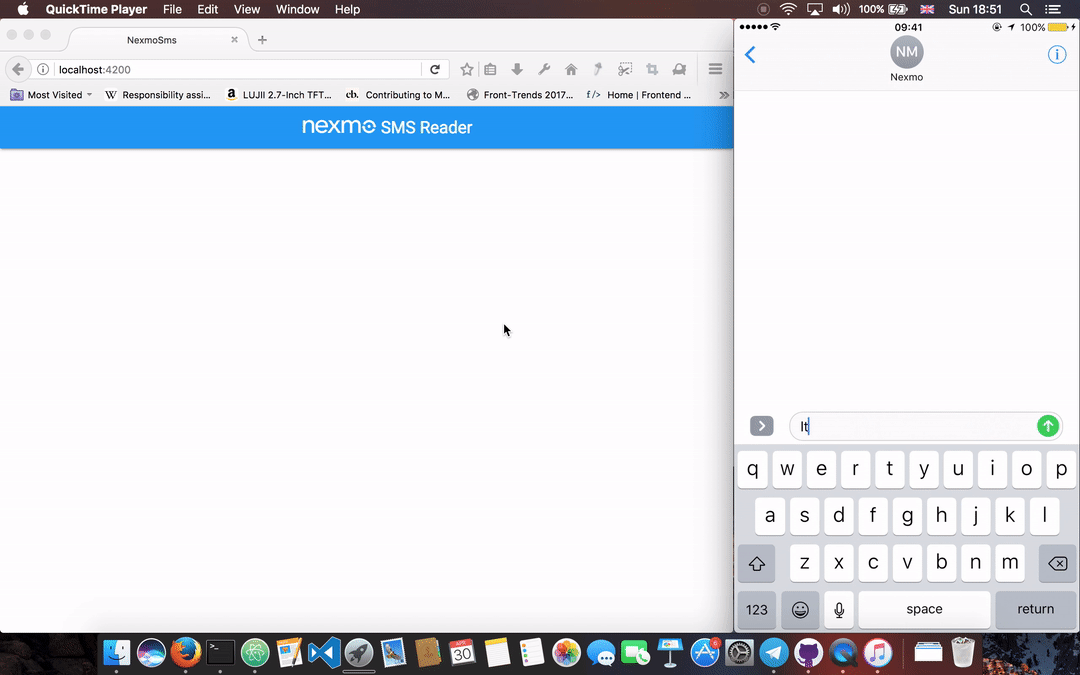 QuickTime Player File Edit View Window Help 100% Sun 18:51
NexmoSms
localhost:4200
Most Visited W Responsibility assi... a LUJII 2.7-Inch TFT... cb. Contributing to M... Front-Trends 2017... f/> Home | Frontend ... »
nexmo SMS Reader
09:41 100%
NM
Nexmo
It
q w e r t y u i o p
a s d f g h j k l
z x c v b n m
123 space return
APR
30